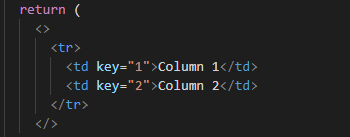 return (
<>
<tr>
<td key="1">Column 1</td>
<td key="2">Column 2</td>
</tr>
</>